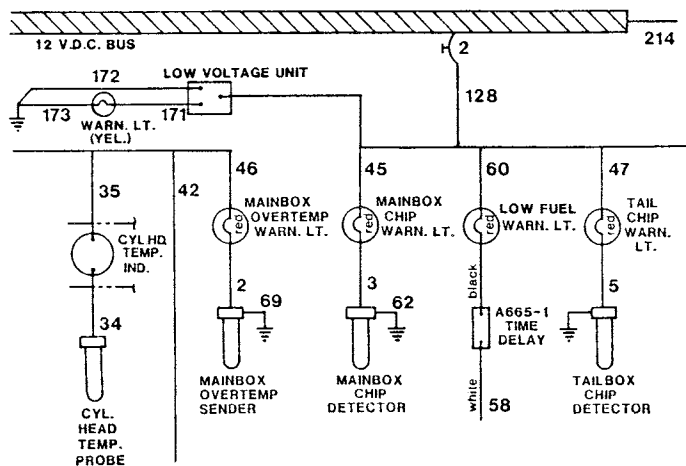 12 V.D.C. BUS
2
214
172
LOW VOLTAGE UNIT
173
171
WARN. LT.
(YEL.)
128
35
42
46
45
60
47
CYL HD.
TEMP.
IND.
MAINBOX
OVERTEMP
WARN. LT.
red
MAINBOX
CHIP
WARN. LT.
red
LOW FUEL
WARN. LT.
red
TAIL
CHIP
WARN.
LT.
red
34
2
69
3
62
black
A665-1
TIME
DELAY
5
white
58
CYL.
HEAD
TEMP.
PROBE
MAINBOX
OVERTEMP
SENDER
MAINBOX
CHIP
DETECTOR
TAILBOX
CHIP
DETECTOR